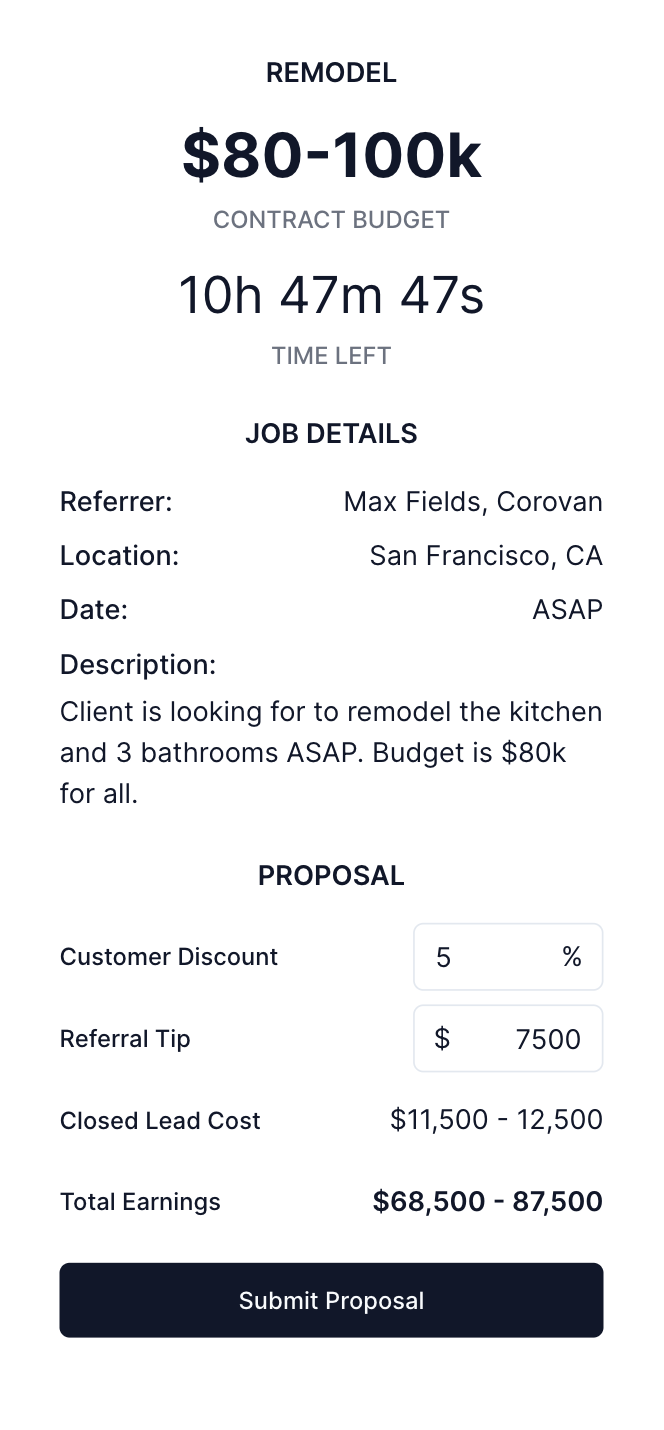 REMODEL
$80-100k
CONTRACT BUDGET
10h 47m 47s
TIME LEFT
JOB DETAILS
Referrer: Max Fields, Corovan
Location: San Francisco, CA
Date: ASAP
Description:
Client is looking for to remodel the kitchen
and 3 bathrooms ASAP. Budget is $80k
for all.
PROPOSAL
Customer Discount 5 %
Referral Tip $ 7500
Closed Lead Cost $11,500 - 12,500
Total Earnings $68,500 - 87,500
Submit Proposal